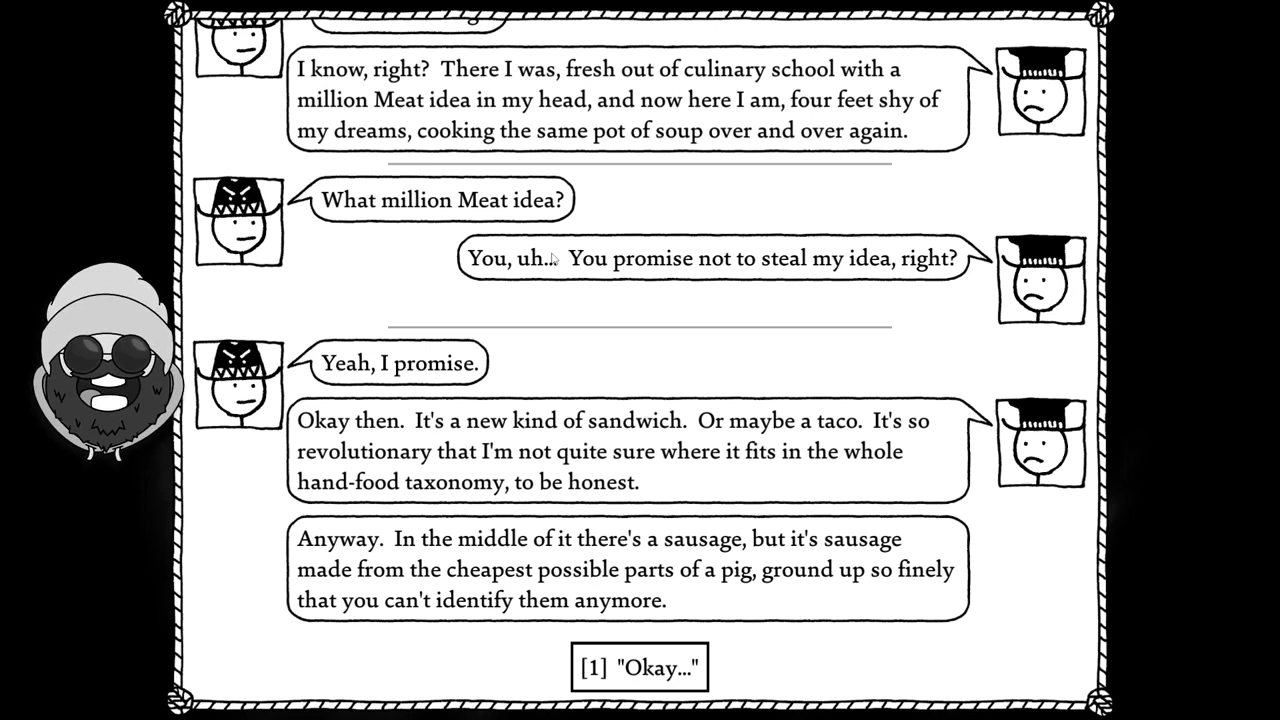 I know, right?  There I was, fresh out of culinary school with a
million Meat idea in my head, and now here I am, four feet shy of
my dreams, cooking the same pot of soup over and over again.
What million Meat idea?
You, uh...  You promise not to steal my idea, right?
Yeah, I promise.
Okay then.  It's a new kind of sandwich.  Or maybe a taco.  It's so
revolutionary that I'm not quite sure where it fits in the whole
hand-food taxonomy, to be honest.
Anyway.  In the middle of it there's a sausage, but it's sausage
made from the cheapest possible parts of a pig, ground up so finely
that you can't identify them anymore.
[1] "Okay..."